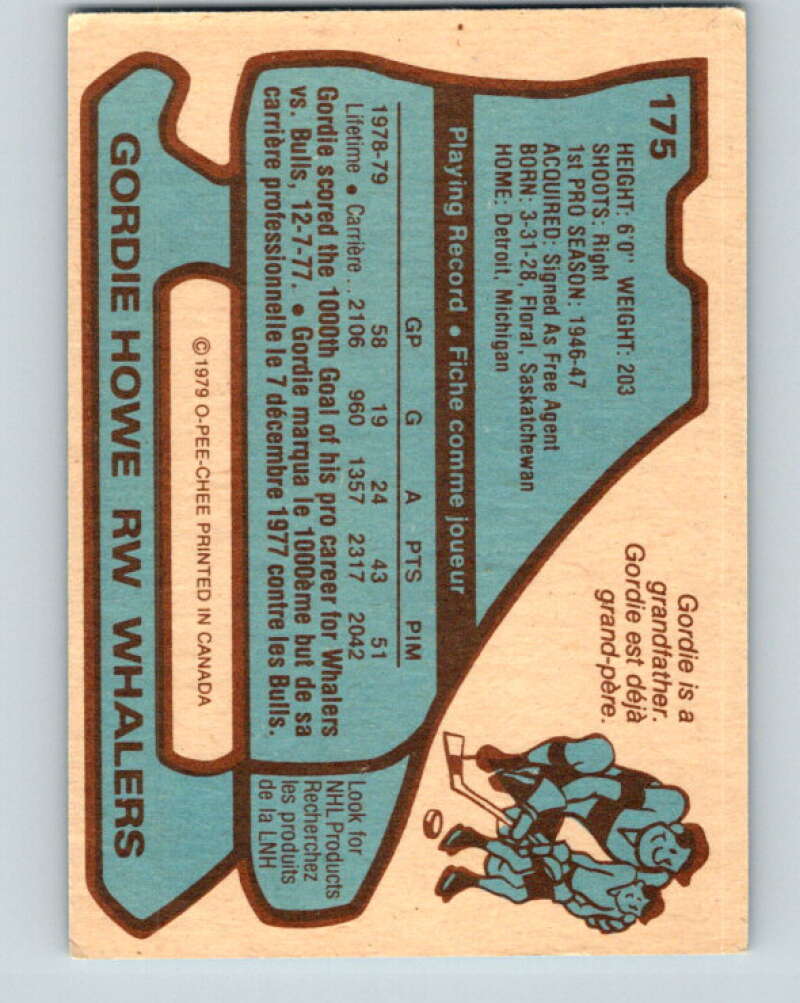 175
HEIGHT: 6'0" WEIGHT: 203
SHOOTS: Right
1st PRO SEASON: 1946-47
ACQUIRED: Signed As Free Agent
BORN: 3-31-28, Floral, Saskatchewan
HOME: Detroit, Michigan
Gordie is a
grandfather.
Gordie est déjà
grand-père.
Playing Record • Fiche comme joueur
GP G A PTS PIM
1978-79 58 19 24 43 51
Lifetime • Carrière .. 2106 960 1357 2317 2042
Gordie scored the 1000th Goal of his pro career for Whalers
vs. Bulls, 12-7-77. • Gordie marqua le 1000ème but de sa
carrière professionnelle le 7 décembre 1977 contre les Bulls.
Look for
NHL Products
Recherchez
les produits
de la LNH
©1979 O-PEE-CHEE PRINTED IN CANADA
GORDIE HOWE RW WHALERS